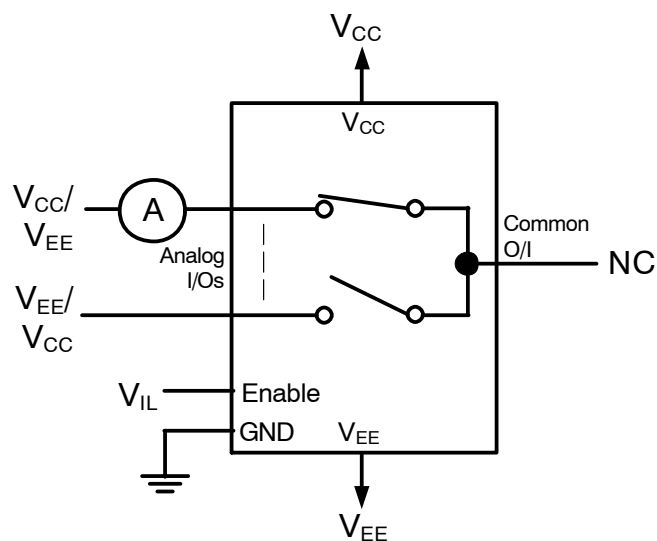 VCC
VCC
VCC/
VEE
A
Analog
I/Os
Common
O/I
NC
VEE/
VCC
VIL
Enable
GND
VEE
VEE